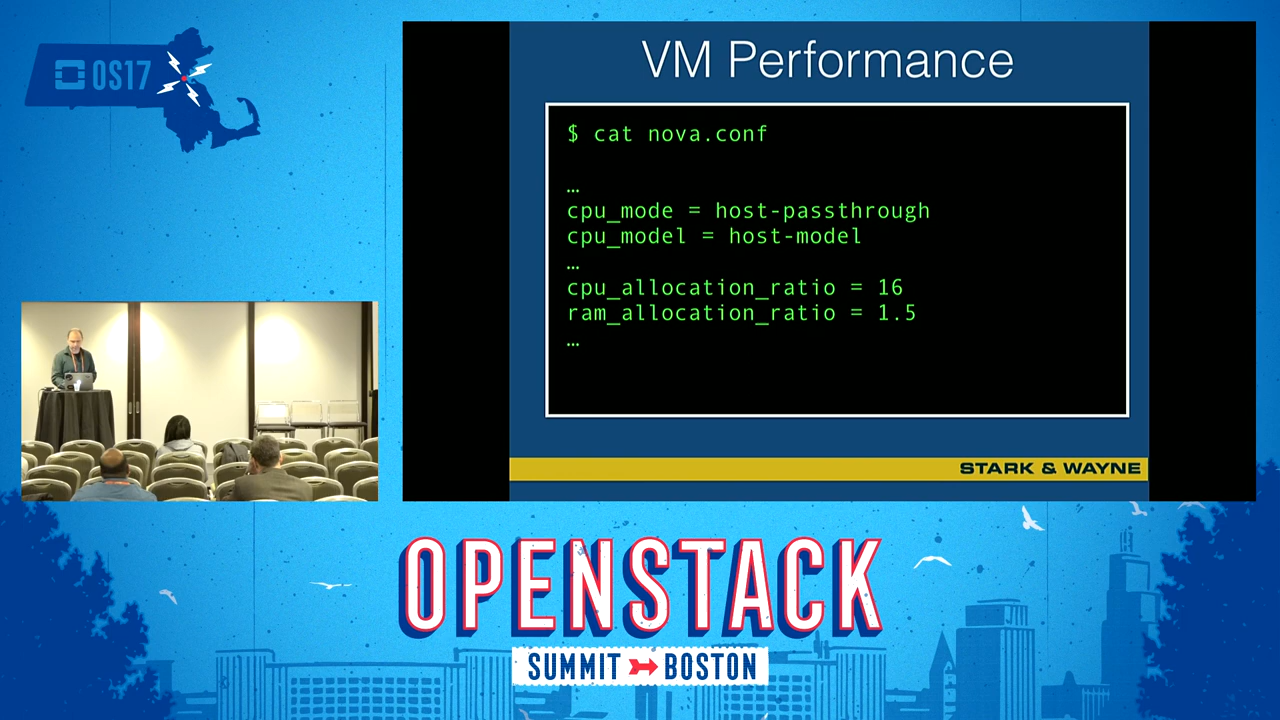 OS17
VM Performance
$ cat nova.conf
…
cpu_mode = host-passthrough
cpu_model = host-model
…
cpu_allocation_ratio = 16
ram_allocation_ratio = 1.5
…
STARK & WAYNE
OPENSTACK
SUMMIT BOSTON